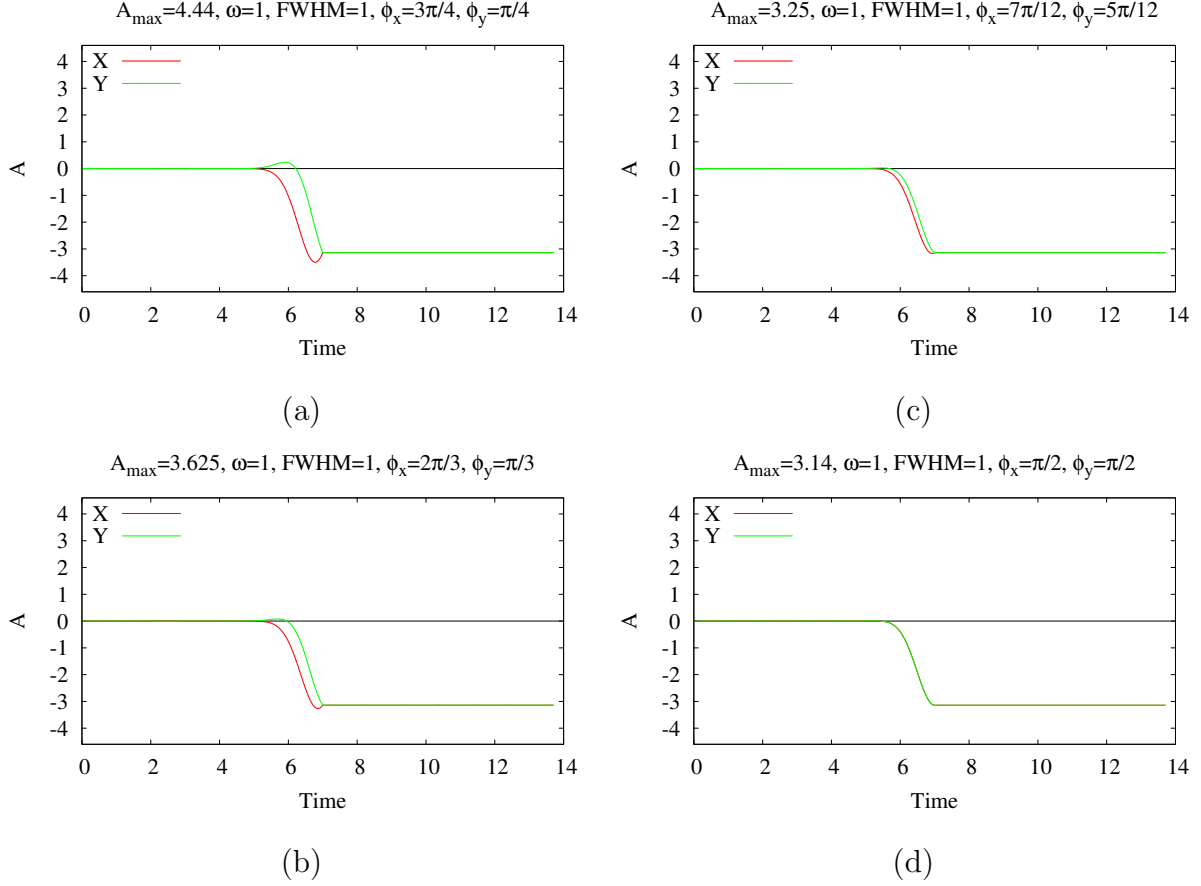 A_max=4.44, ω=1, FWHM=1, ϕ_x=3π/4, ϕ_y=π/4
X
Y
4
3
2
1
0
-1
-2
-3
-4
A
0 2 4 6 8 10 12 14
Time
(a)
A_max=3.25, ω=1, FWHM=1, ϕ_x=7π/12, ϕ_y=5π/12
X
Y
4
3
2
1
0
-1
-2
-3
-4
A
0 2 4 6 8 10 12 14
Time
(c)
A_max=3.625, ω=1, FWHM=1, ϕ_x=2π/3, ϕ_y=π/3
X
Y
4
3
2
1
0
-1
-2
-3
-4
A
0 2 4 6 8 10 12 14
Time
(b)
A_max=3.14, ω=1, FWHM=1, ϕ_x=π/2, ϕ_y=π/2
X
Y
4
3
2
1
0
-1
-2
-3
-4
A
0 2 4 6 8 10 12 14
Time
(d)